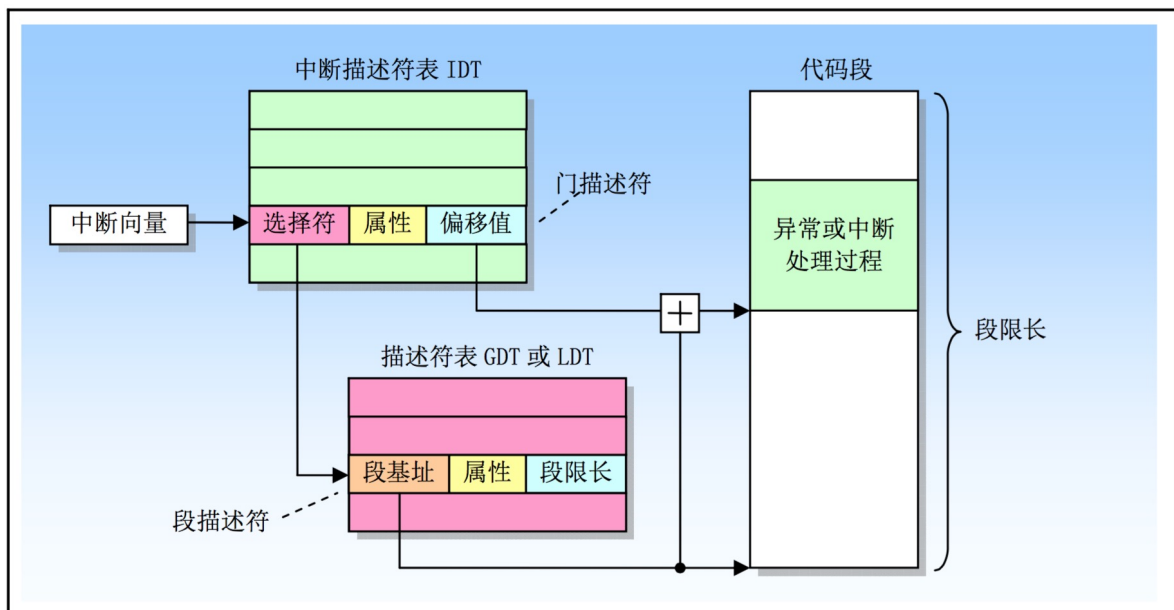 中断描述符表 IDT
代码段
门描述符
中断向量
选择符
属性
偏移值
异常或中断
处理过程
段限长
描述符表 GDT 或 LDT
段基址
属性
段限长
段描述符